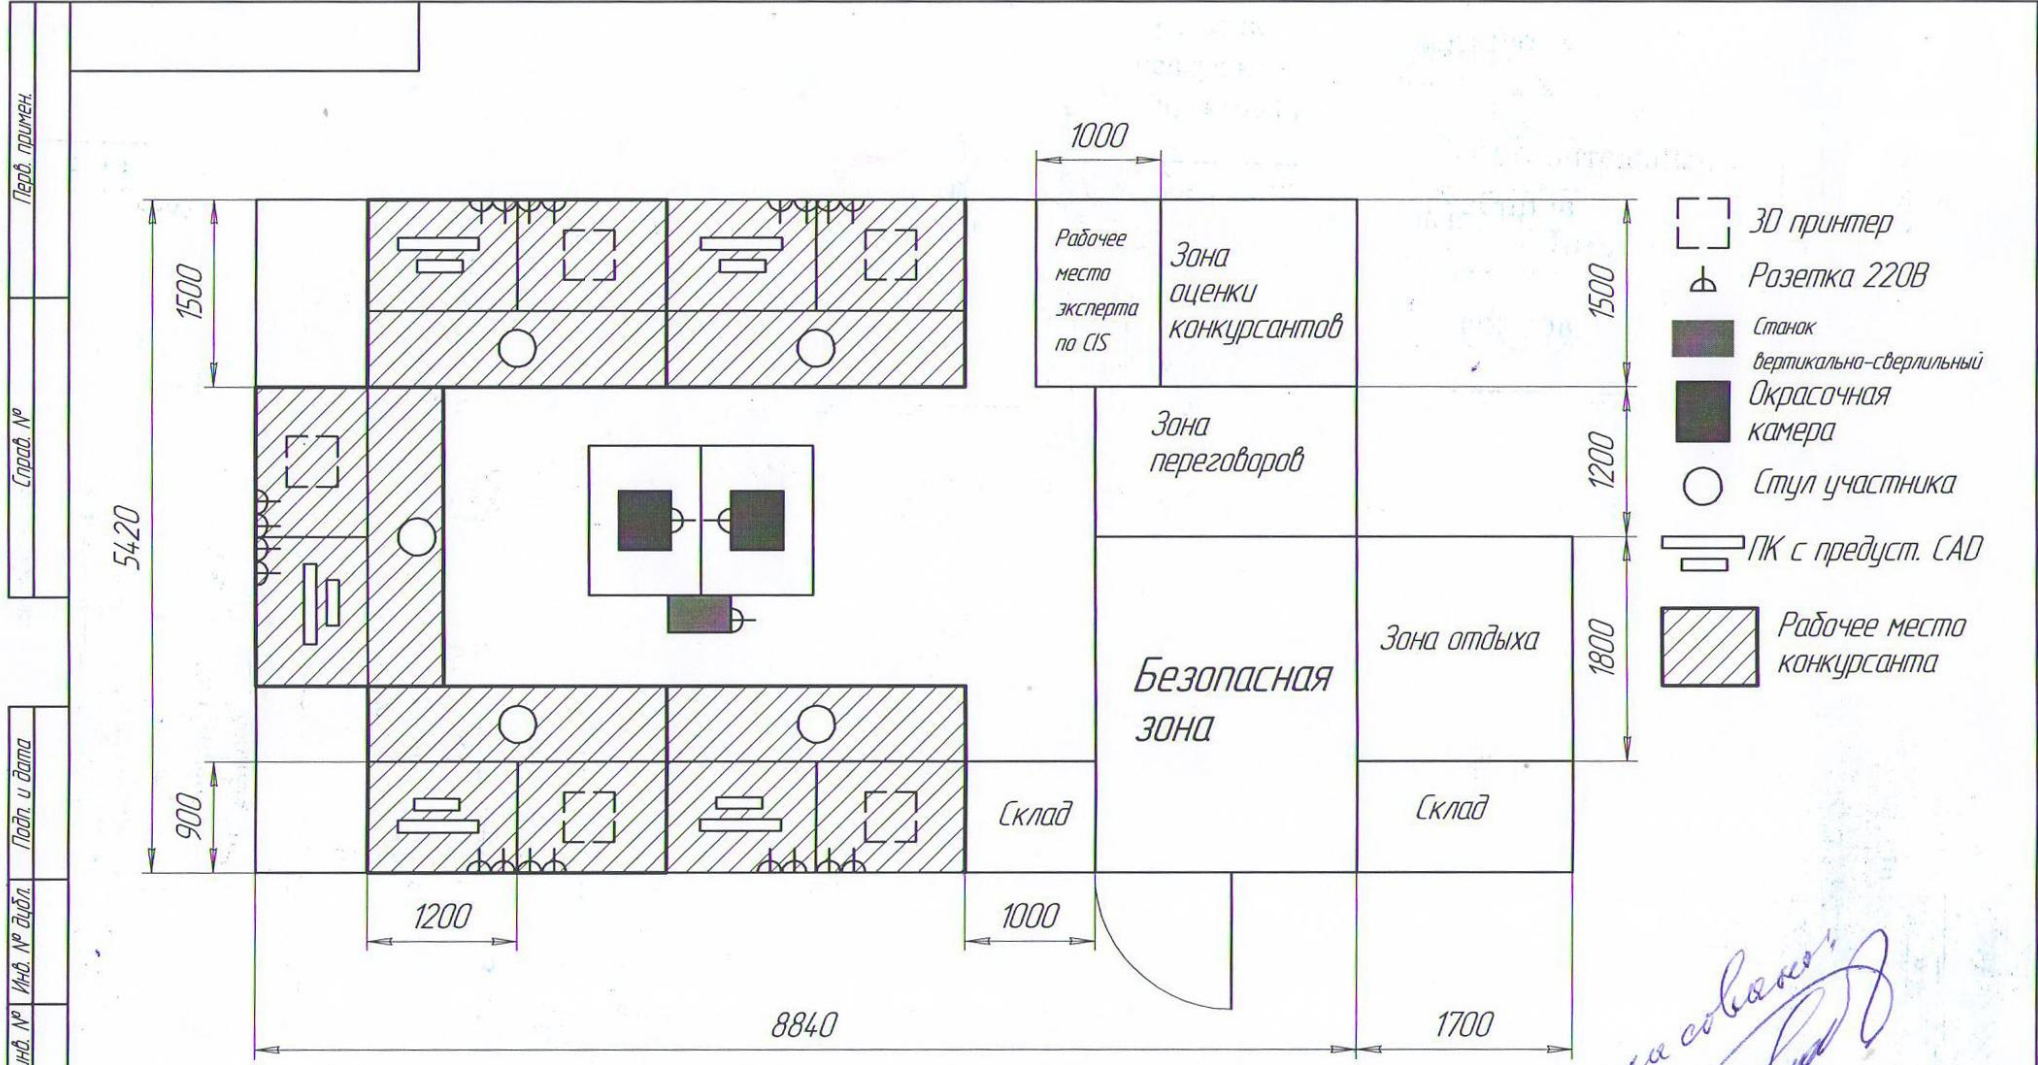 Перв. примен.
Справ. №
Подп. и дата
Инв. № дубл.
инв. №
1000
1500
5420
900
1200
1000
8840
1700
1500
1200
1800
Рабочее
место
эксперта
по CIS
Зона
оценки
конкурсантов
Зона
переговоров
Безопасная
зона
Зона отдыха
Склад
Склад
3D принтер
Розетка 220В
Станок
вертикально-сверлильный
Окрасочная
камера
Стул участника
ПК с предуст. CAD
Рабочее место
конкурсанта